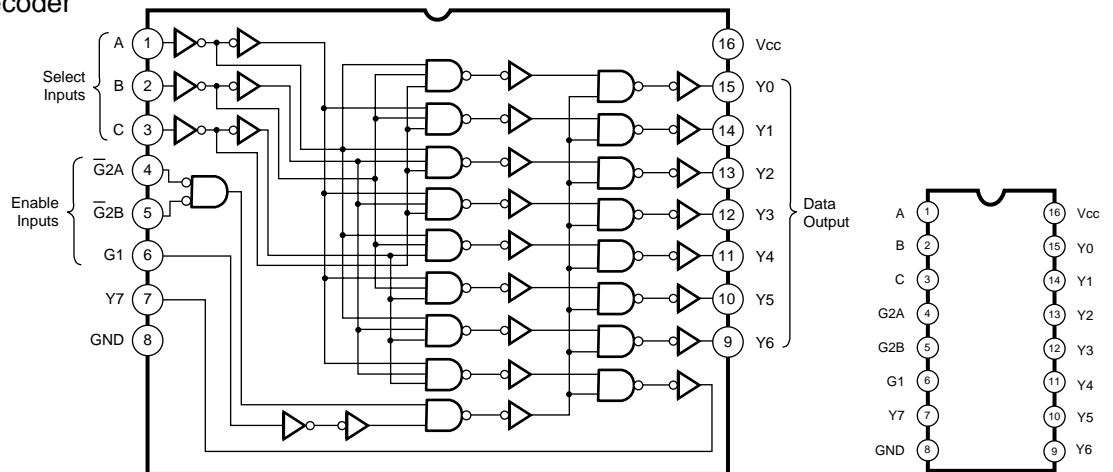 ecoder
A 1
Select
Inputs
B 2
C 3
G̅2A 4
Enable
Inputs
G̅2B 5
G1 6
Y7 7
GND 8
16 Vcc
15 Y0
14 Y1
13 Y2
12 Y3
Data
Output
11 Y4
10 Y5
9 Y6
A 1 16 Vcc
B 2 15 Y0
C 3 14 Y1
G2A 4 13 Y2
G2B 5 12 Y3
G1 6 11 Y4
Y7 7 10 Y5
GND 8 9 Y6